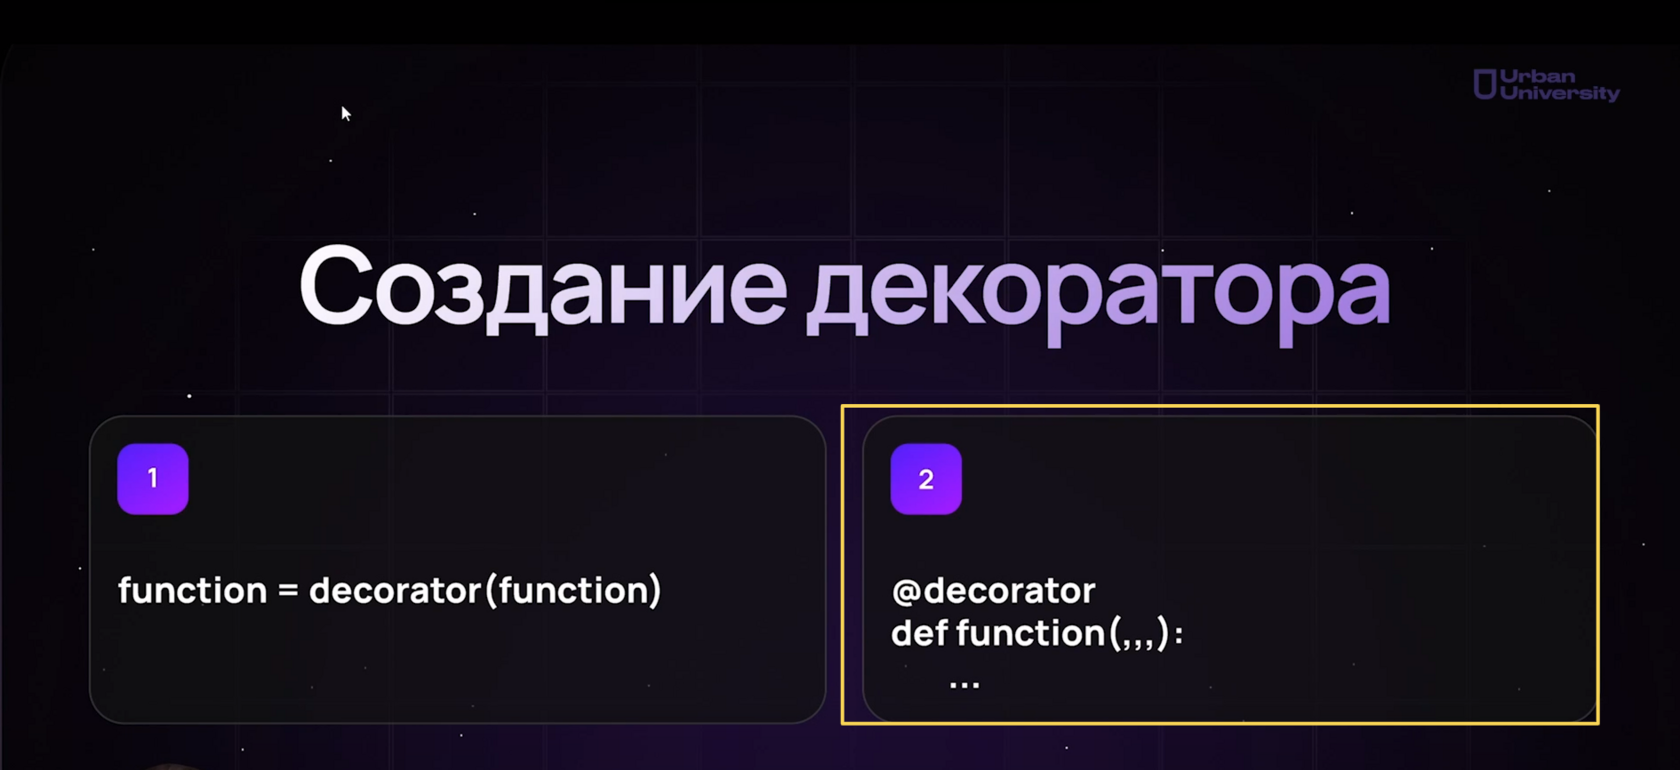 Urban
University
Создание декоратора
1
function = decorator(function)
2
@decorator
def function(,,,):
...